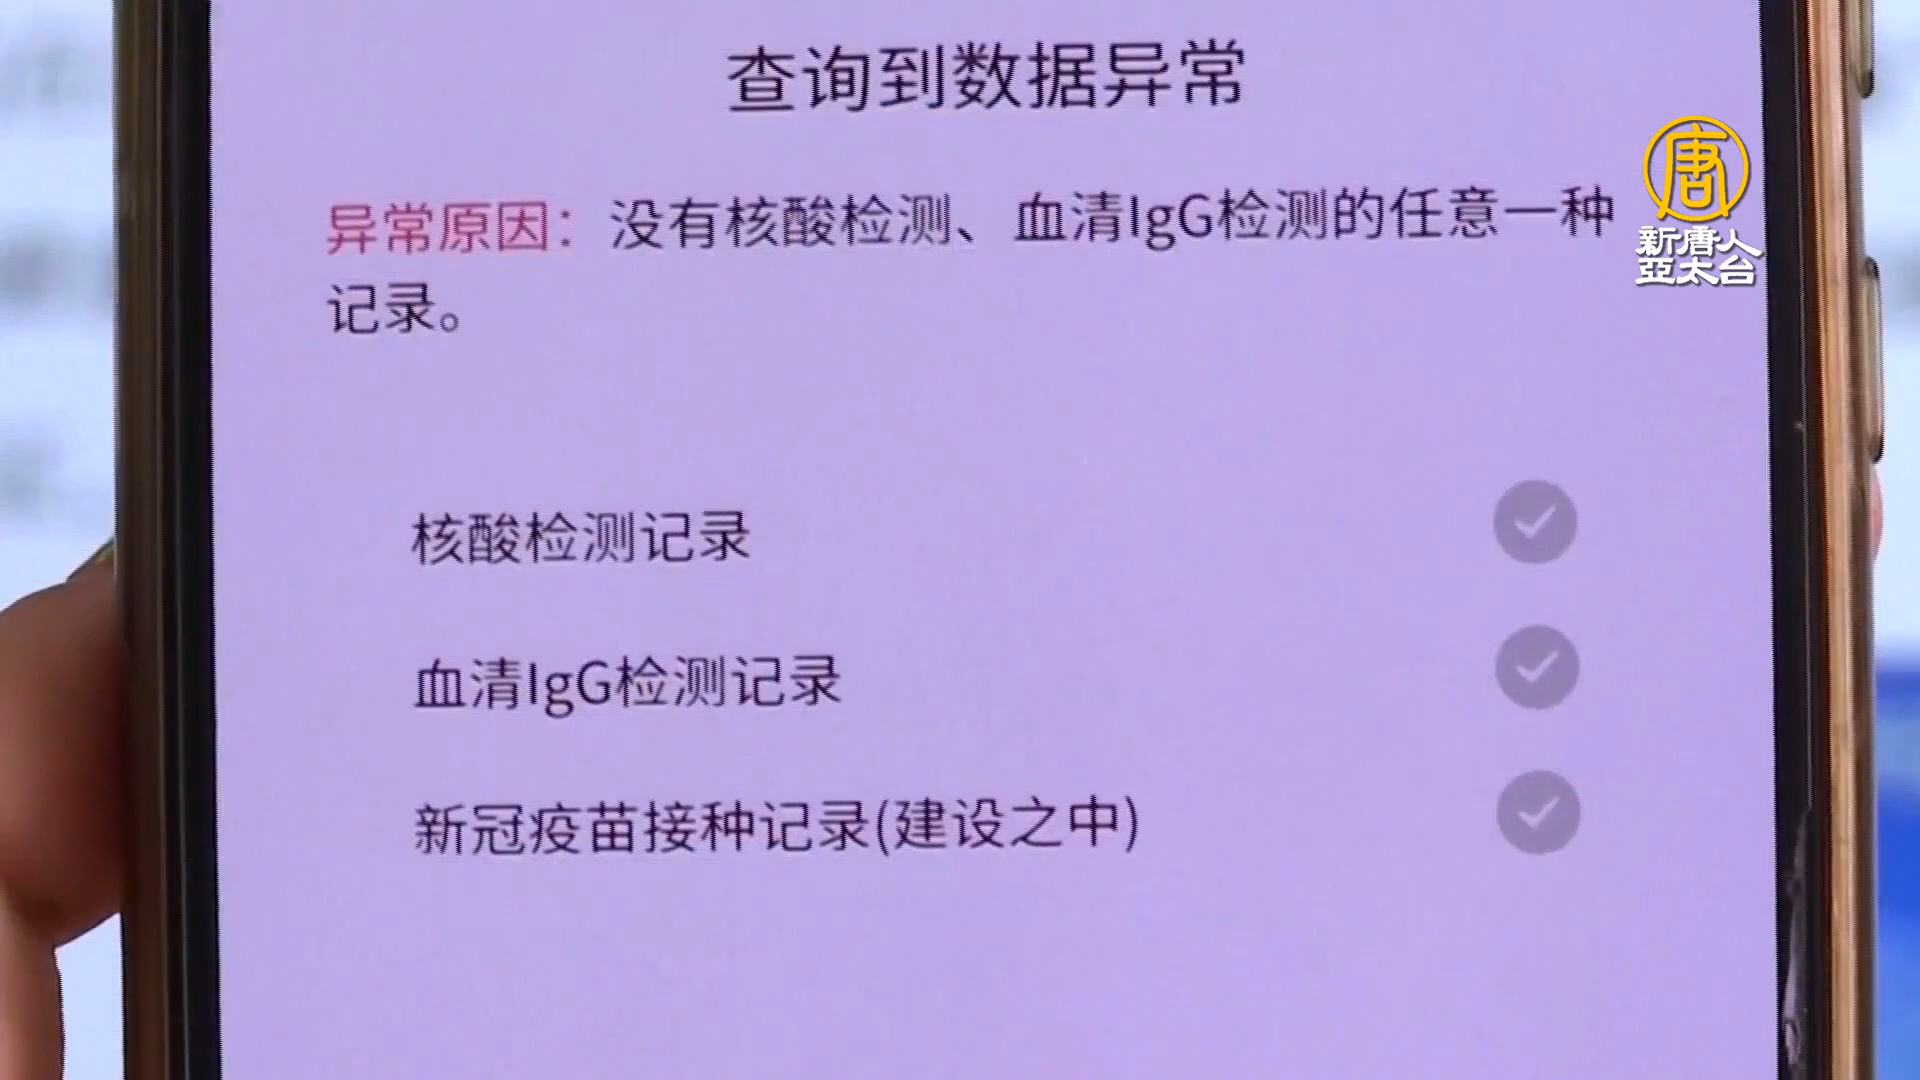 查询到数据异常
异常原因：没有核酸检测、血清IgG检测的任意一种
记录。
唐
新唐人
亞太台
核酸检测记录
血清IgG检测记录
新冠疫苗接种记录(建设之中)